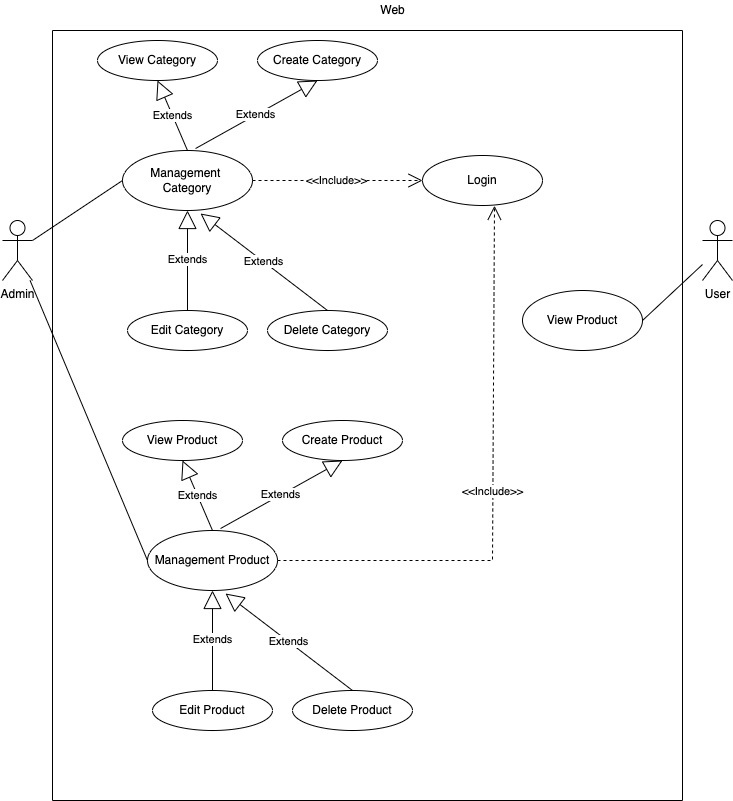 Web
View Category
Create Category
Extends
Extends
Management
Category
<<Include>>
Login
Extends
Extends
Admin
User
Edit Category
Delete Category
View Product
View Product
Create Product
Extends
Extends
<<Include>>
Management Product
Extends
Extends
Edit Product
Delete Product